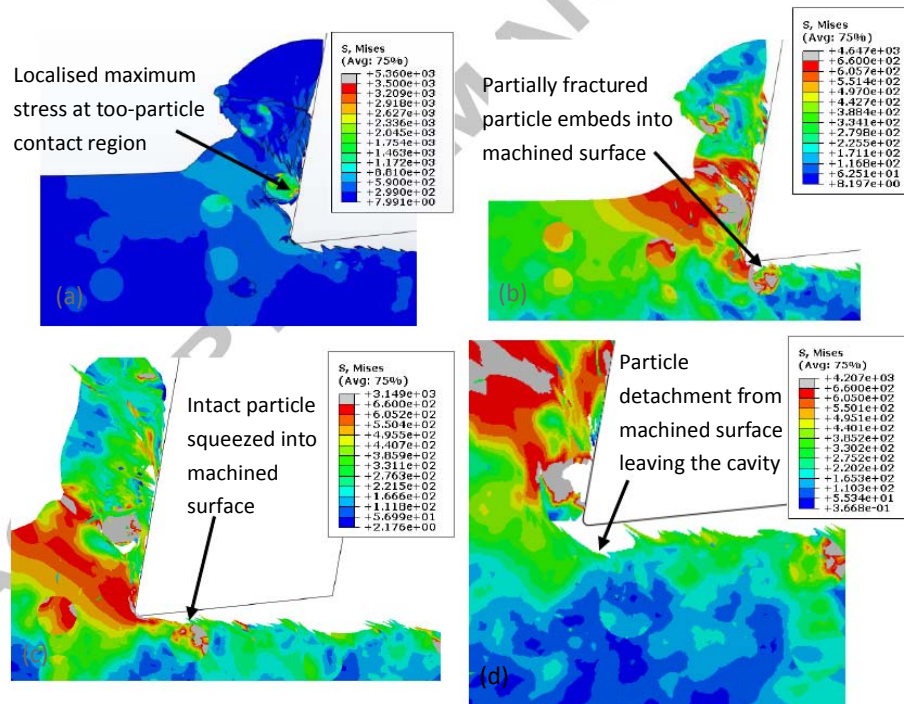 Localised maximum
stress at too-particle
contact region
S, Mises
(Avg: 75%)
+5.360e+03
+3.500e+03
+3.209e+03
+2.918e+03
+2.627e+03
+2.336e+03
+2.045e+03
+1.754e+03
+1.463e+03
+1.172e+03
+8.810e+02
+5.900e+02
+2.990e+02
+7.991e+00
(a)
Partially fractured
particle embeds into
machined surface
S, Mises
(Avg: 75%)
+4.647e+03
+6.600e+02
+6.057e+02
+5.514e+02
+4.970e+02
+4.427e+02
+3.884e+02
+3.341e+02
+2.798e+02
+2.255e+02
+1.711e+02
+1.168e+02
+6.251e+01
+8.197e+00
(b)
Intact particle
squeezed into
machined
surface
S, Mises
(Avg: 75%)
+3.149e+03
+6.600e+02
+6.052e+02
+5.504e+02
+4.955e+02
+4.407e+02
+3.859e+02
+3.311e+02
+2.763e+02
+2.215e+02
+1.666e+02
+1.118e+02
+5.699e+01
+2.176e+00
(c)
Particle
detachment from
machined surface
leaving the cavity
S, Mises
(Avg: 75%)
+4.207e+03
+6.600e+02
+6.050e+02
+5.501e+02
+4.951e+02
+4.401e+02
+3.852e+02
+3.302e+02
+2.752e+02
+2.202e+02
+1.653e+02
+1.103e+02
+5.534e+01
+3.668e-01
(d)